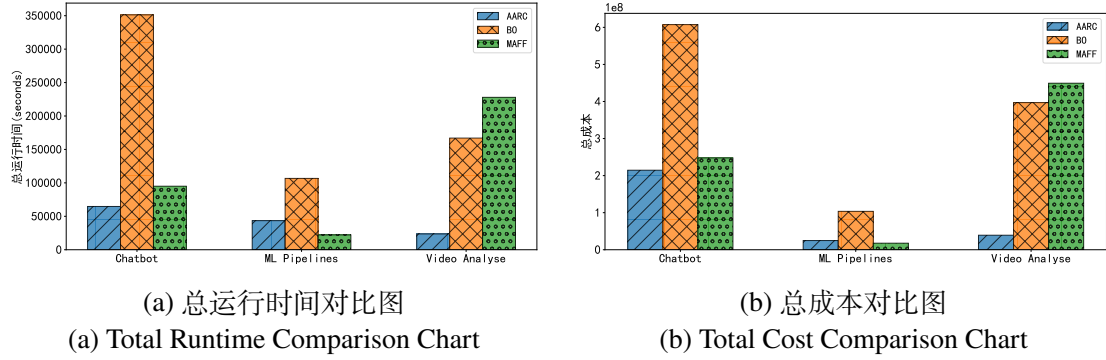 350000
300000
250000
200000
150000
100000
50000
0
总运行时间(seconds)
AARC
BO
MAFF
Chatbot ML Pipelines Video Analyse
1e8
6
5
4
3
2
1
0
总成本
AARC
BO
MAFF
Chatbot ML Pipelines Video Analyse
(a) 总运行时间对比图
(a) Total Runtime Comparison Chart
(b) 总成本对比图
(b) Total Cost Comparison Chart